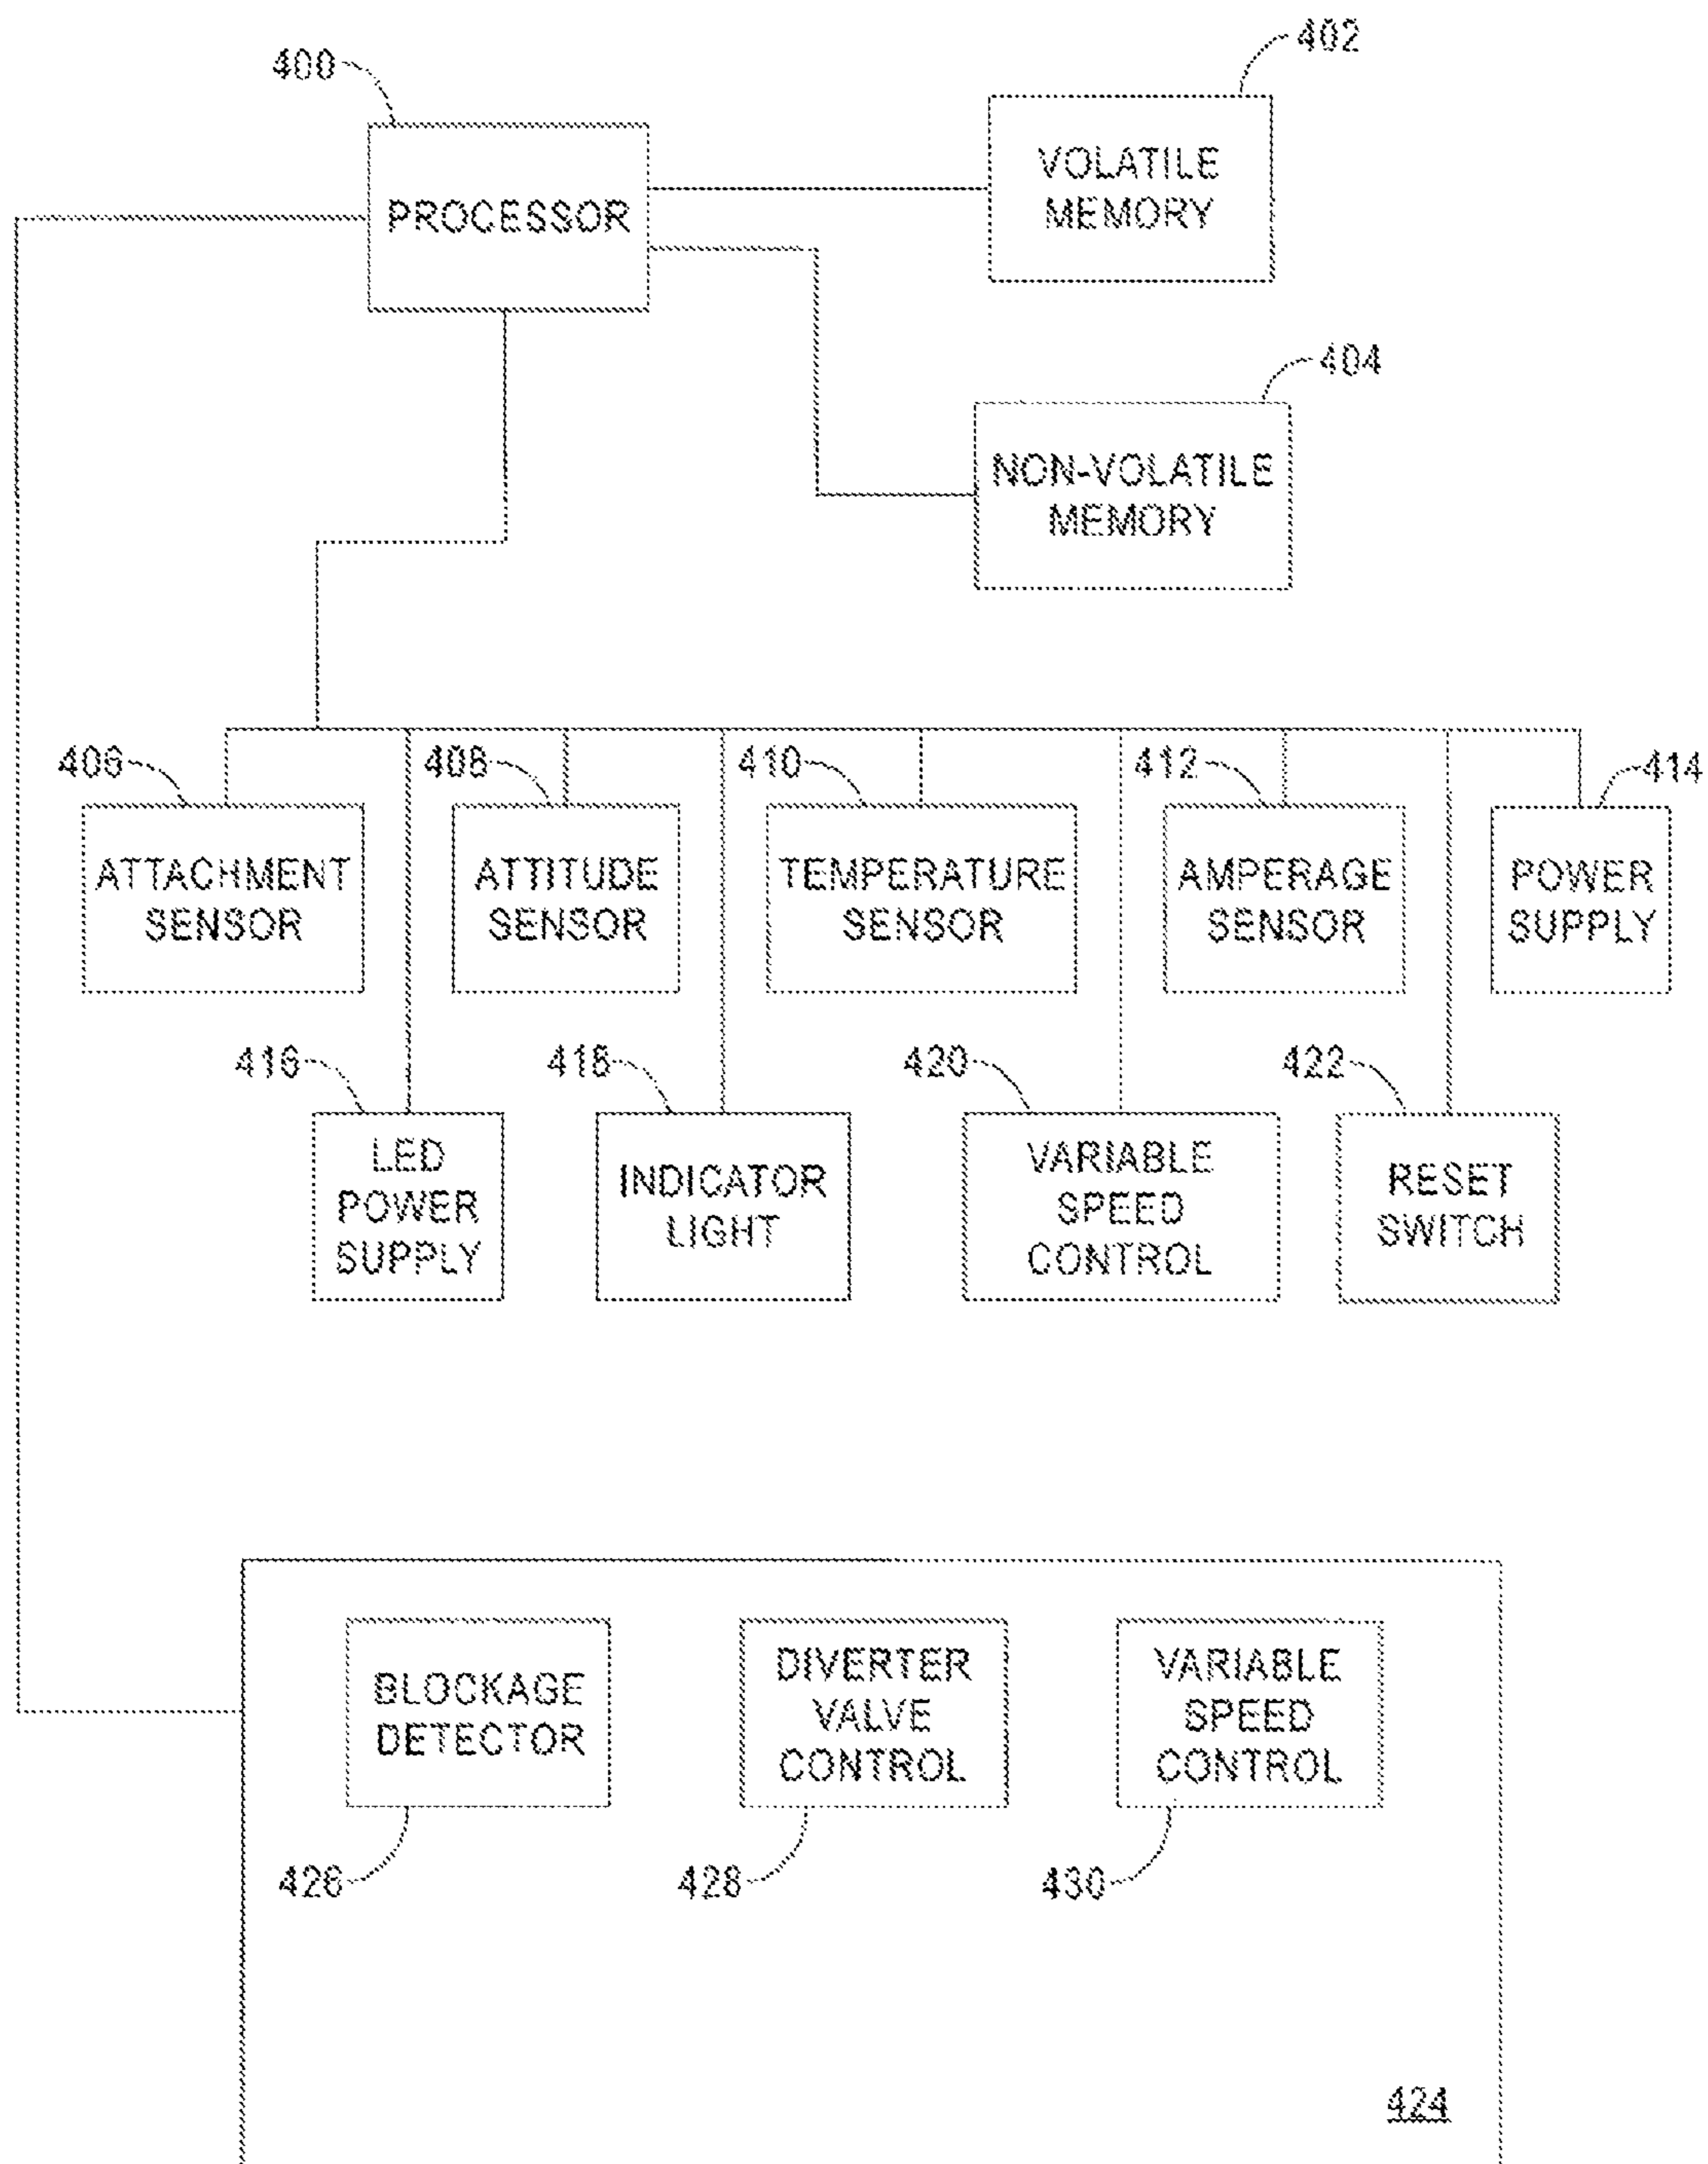 400
402
PROCESSOR
VOLATILE
MEMORY
404
NON-VOLATILE
MEMORY
406
408
410
412
414
ATTACHMENT
SENSOR
ATTITUDE
SENSOR
TEMPERATURE
SENSOR
AMPERAGE
SENSOR
POWER
SUPPLY
416
418
420
422
LED
POWER
SUPPLY
INDICATOR
LIGHT
VARIABLE
SPEED
CONTROL
RESET
SWITCH
BLOCKAGE
DETECTOR
DIVERTER
VALVE
CONTROL
VARIABLE
SPEED
CONTROL
426
428
430
424